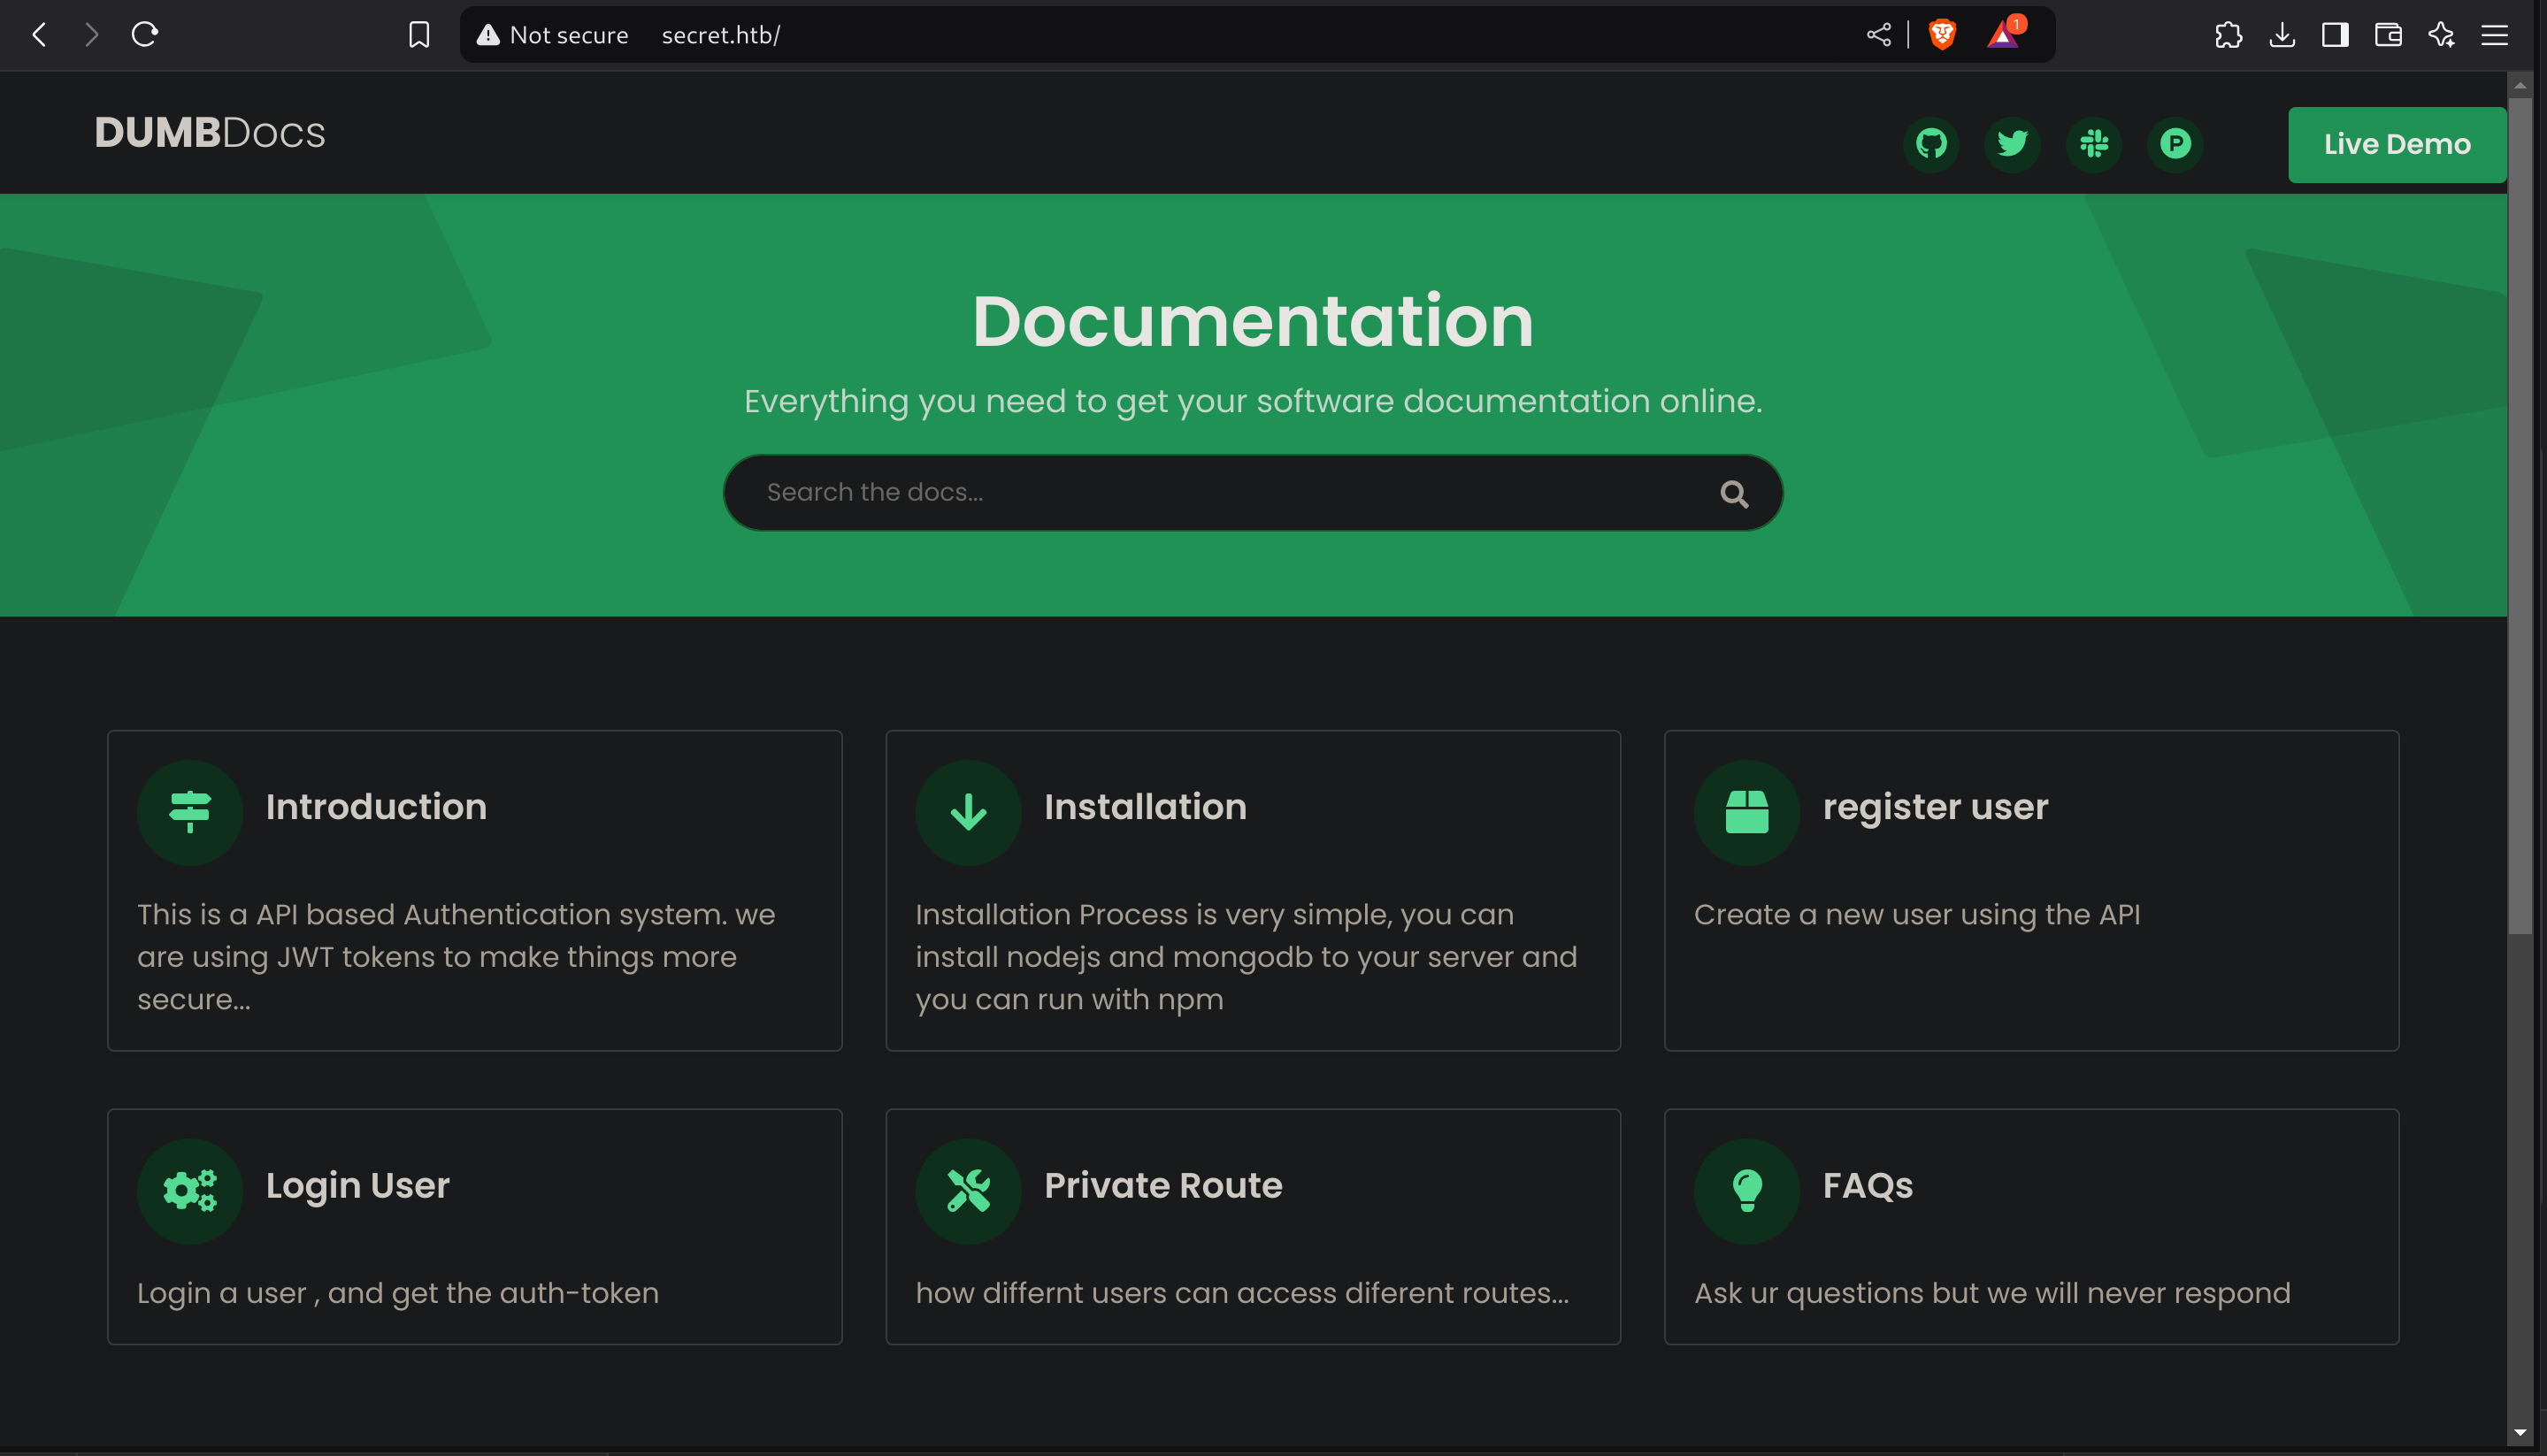 Not secure secret.htb/
1
DUMBDocs
P
Live Demo
Documentation
Everything you need to get your software documentation online.
Search the docs...
Introduction
This is a API based Authentication system. we
are using JWT tokens to make things more
secure...
Installation
Installation Process is very simple, you can
install nodejs and mongodb to your server and
you can run with npm
register user
Create a new user using the API
Login User
Login a user , and get the auth-token
Private Route
how differnt users can access diferent routes...
FAQs
Ask ur questions but we will never respond